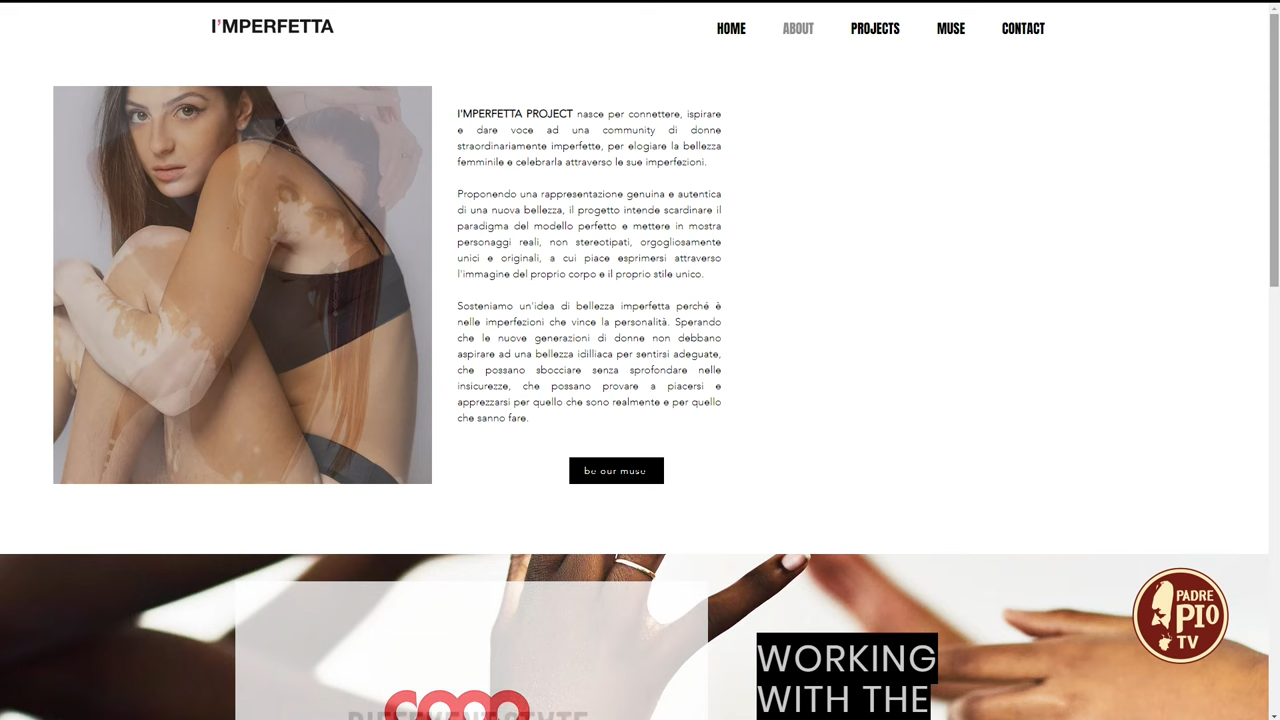 I'MPERFETTA
HOME ABOUT PROJECTS MUSE CONTACT
I'MPERFETTA PROJECT nasce per connettere, ispirare
e dare voce ad una community di donne
straordinariamente imperfette, per elogiare la bellezza
femminile e celebrarla attraverso le sue imperfezioni.
Proponendo una rappresentazione genuina e autentica
di una nuova bellezza, il progetto intende scardinare il
paradigma del modello perfetto e mettere in mostra
personaggi reali, non stereotipati, orgogliosamente
unici e originali, a cui piace esprimersi attraverso
l'immagine del proprio corpo e il proprio stile unico.
Sosteniamo un'idea di bellezza imperfetta perché è
nelle imperfezioni che vince la personalità. Sperando
che le nuove generazioni di donne non debbano
aspirare ad una bellezza idilliaca per sentirsi adeguate,
che possano sbocciare senza sprofondare nelle
insicurezze, che possano provare a piacersi e
apprezzarsi per quello che sono realmente e per quello
che sanno fare.
be our muse
PADRE
PIO
TV
WORKING
WITH THE